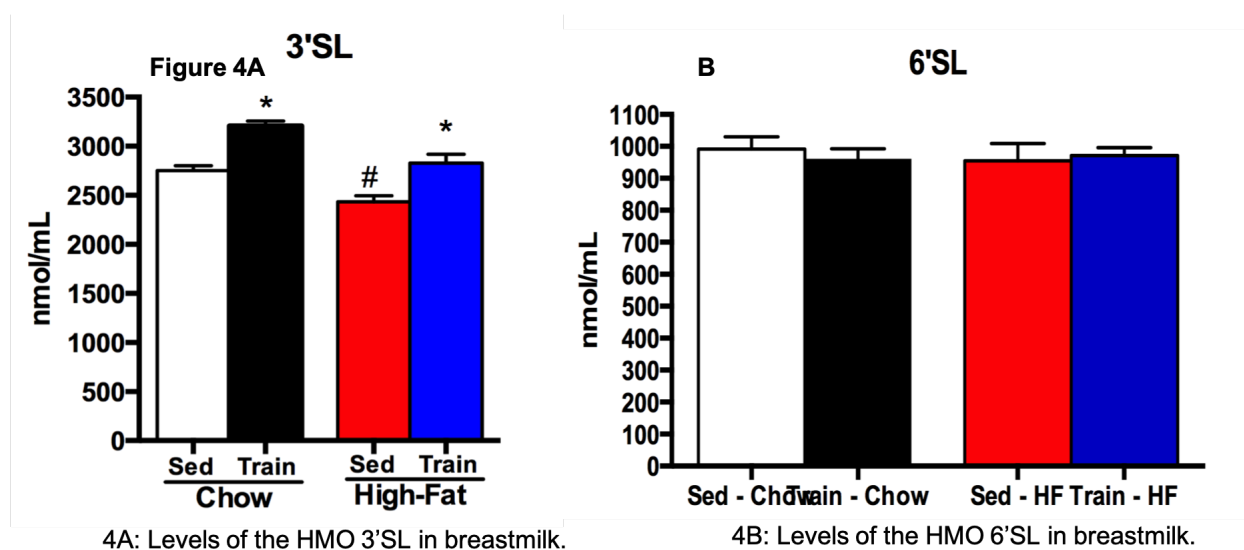 3'SL
Figure 4A
3500
3000
2500
2000
1500
1000
500
0
nmol/mL
*
#
*
Sed Train
Chow
Sed Train
High-Fat
4A: Levels of the HMO 3'SL in breastmilk.
B
6'SL
1100
1000
900
800
700
600
500
400
300
200
100
0
nmol/mL
Sed - Chow
Train - Chow
Sed - HF
Train - HF
4B: Levels of the HMO 6'SL in breastmilk.